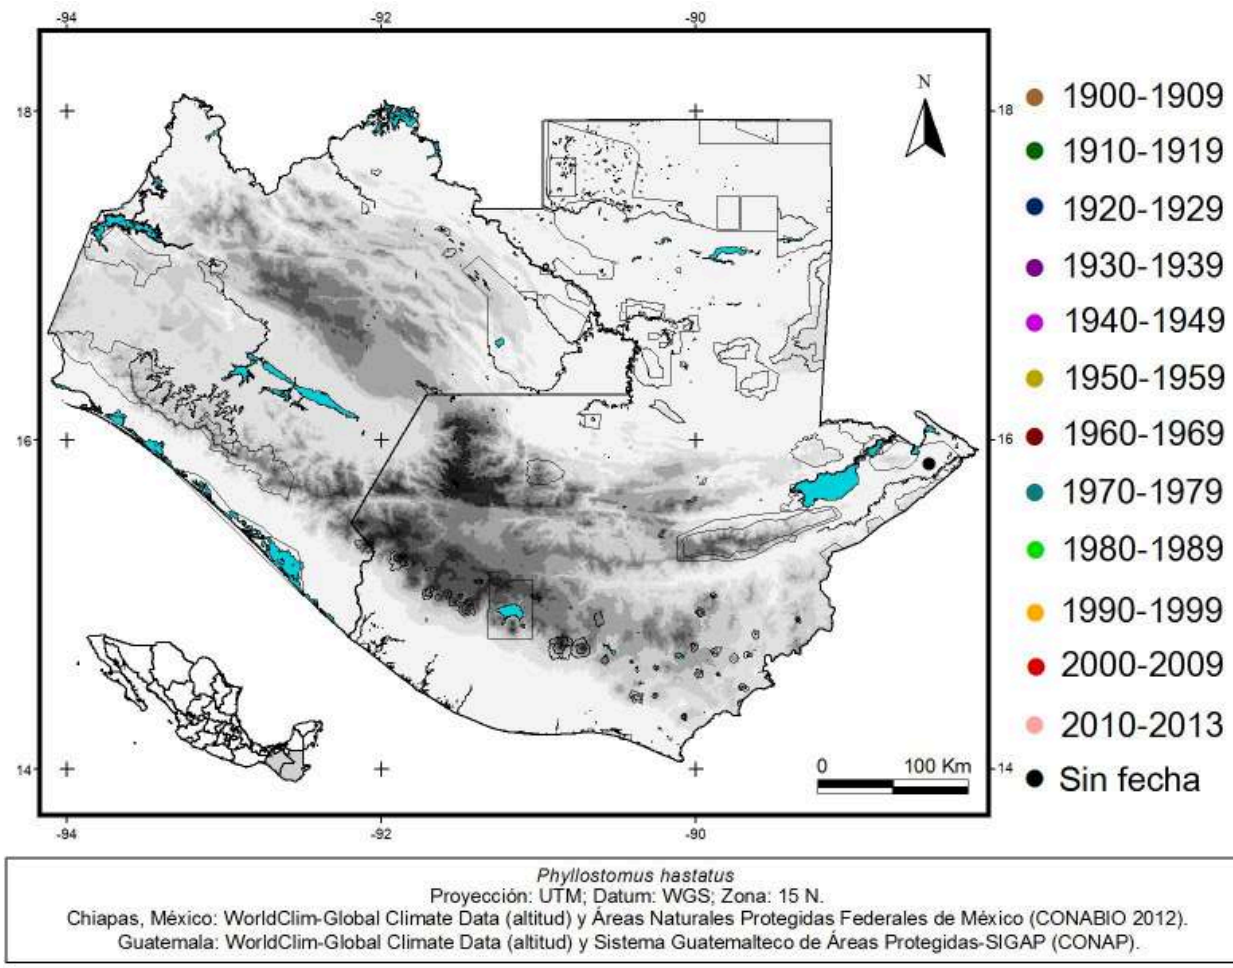 -94 -92 -90
N
18 18
16 16
14 14
0 100 Km
-94 -92 -90
1900-1909
1910-1919
1920-1929
1930-1939
1940-1949
1950-1959
1960-1969
1970-1979
1980-1989
1990-1999
2000-2009
2010-2013
Sin fecha
Phyllostomus hastatus
Proyección: UTM; Datum: WGS; Zona: 15 N.
Chiapas, México: WorldClim-Global Climate Data (altitud) y Áreas Naturales Protegidas Federales de México (CONABIO 2012).
Guatemala: WorldClim-Global Climate Data (altitud) y Sistema Guatemalteco de Áreas Protegidas-SIGAP (CONAP).